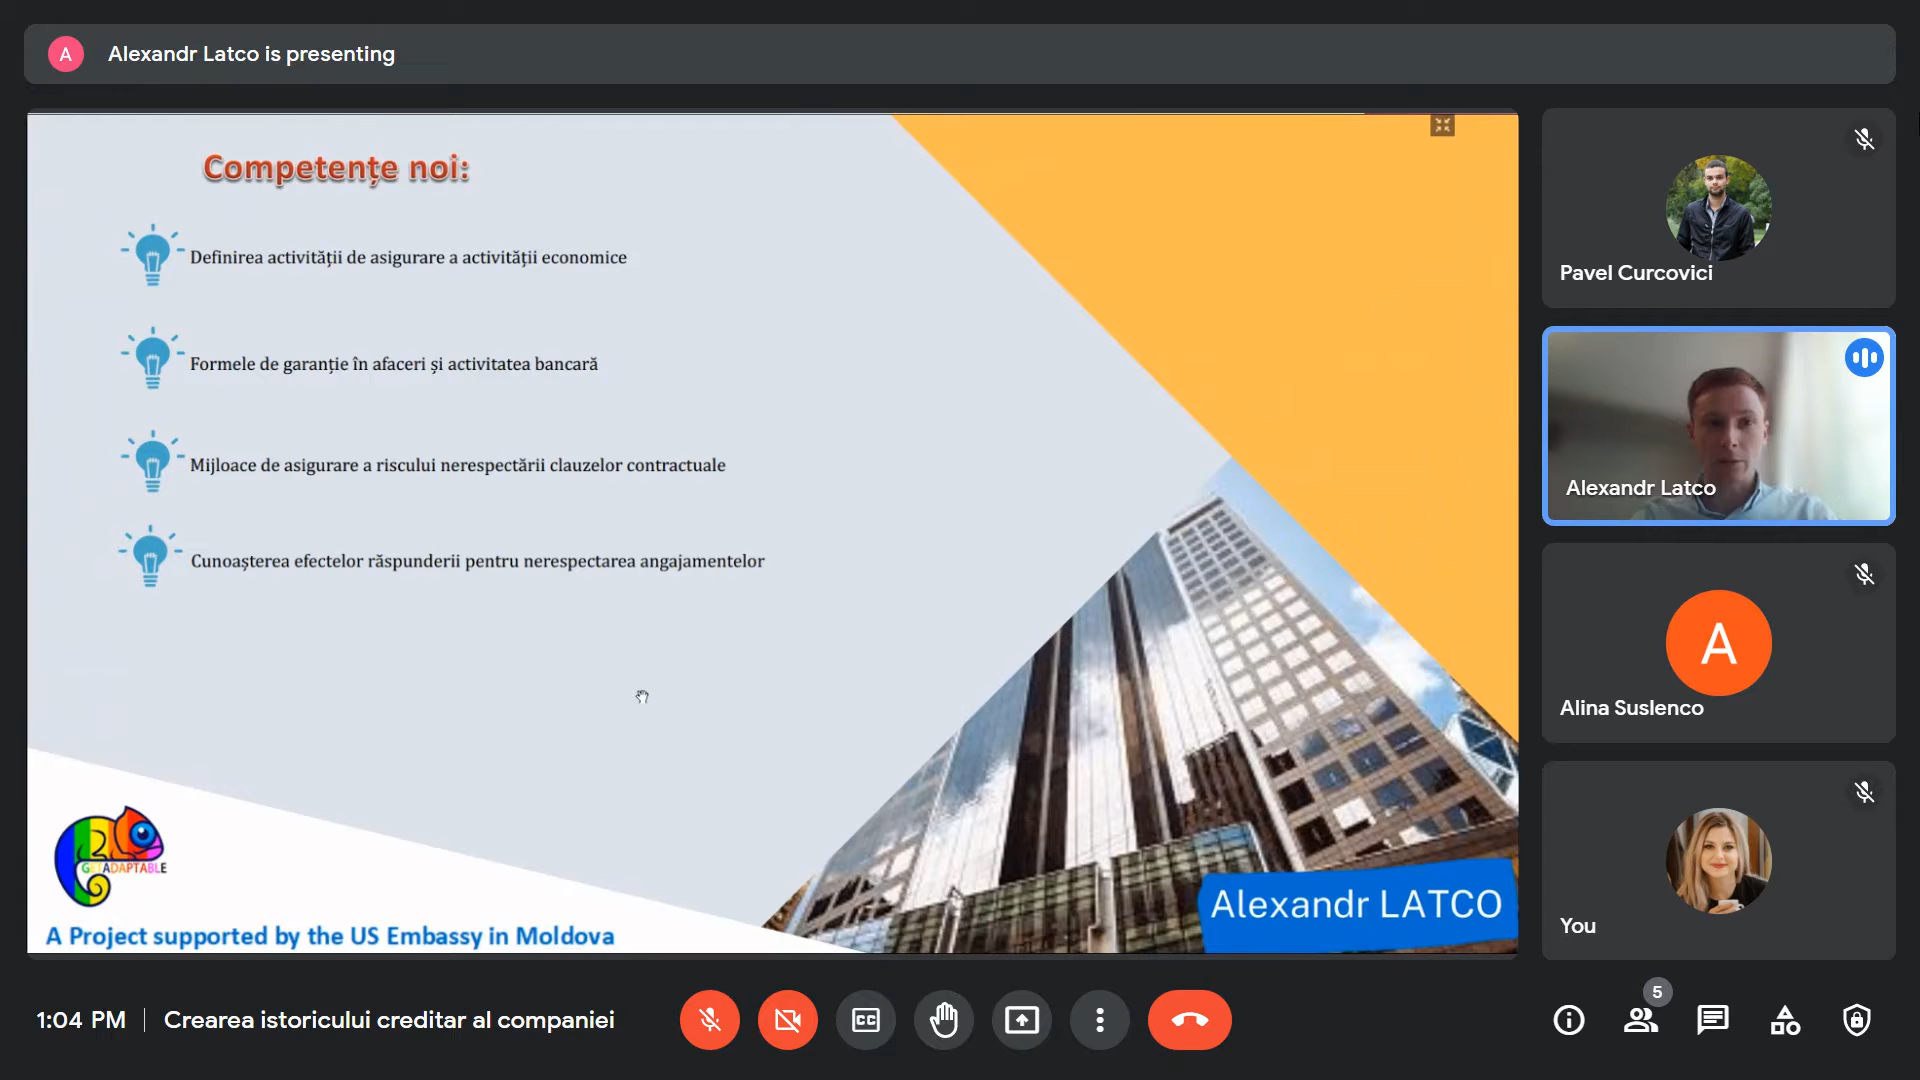 A
Alexandr Latco is presenting
Competențe noi:
Definirea activității de asigurare a activității economice
Formele de garanție în afaceri și activitatea bancară
Mijloace de asigurare a riscului nerespectării clauzelor contractuale
Cunoașterea efectelor răspunderii pentru nerespectarea angajamentelor
GETADAPTABLE
A Project supported by the US Embassy in Moldova
Alexandr LATCO
Pavel Curcovici
Alexandr Latco
A
Alina Suslenco
You
1:04 PM
Crearea istoricului creditar al companiei
CC
5